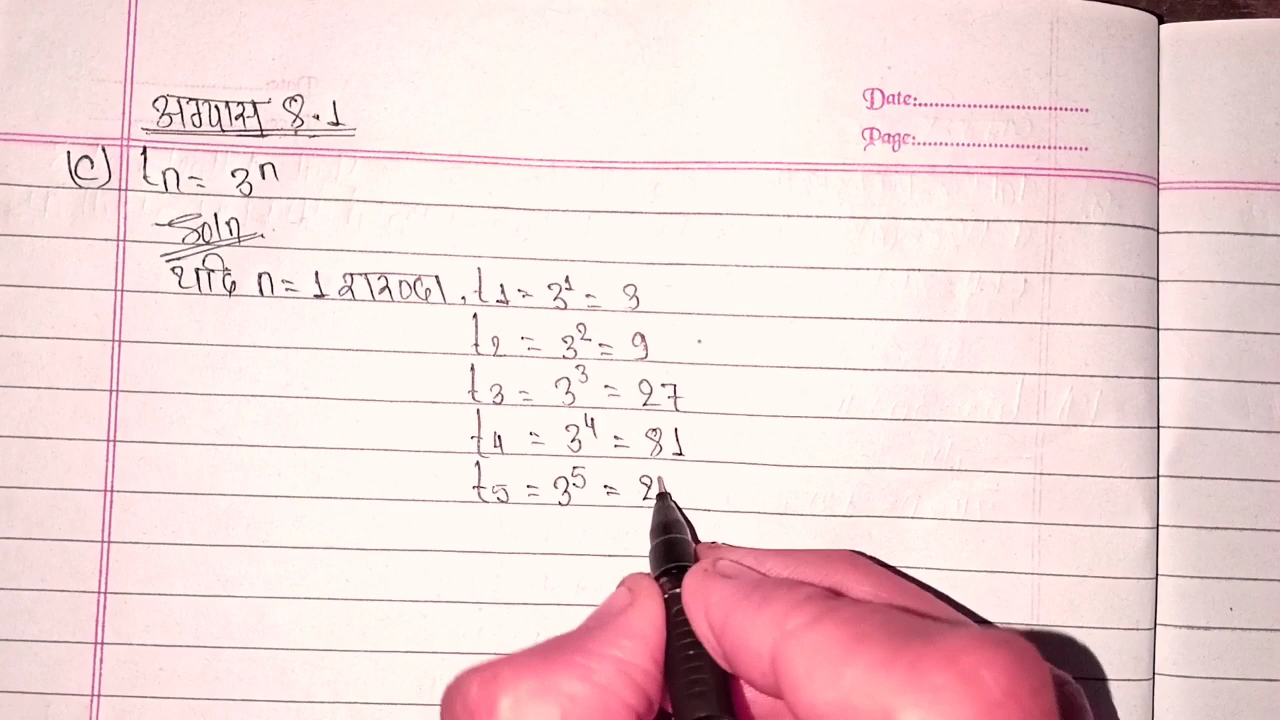 Date:
अभ्यास 8.1
Page:
(C) tn = 3^n
Soln
यदि n = 1 राख्दा, t1 = 3^1 = 3
t2 = 3^2 = 9
t3 = 3^3 = 27
t4 = 3^4 = 81
t5 = 3^5 = 2